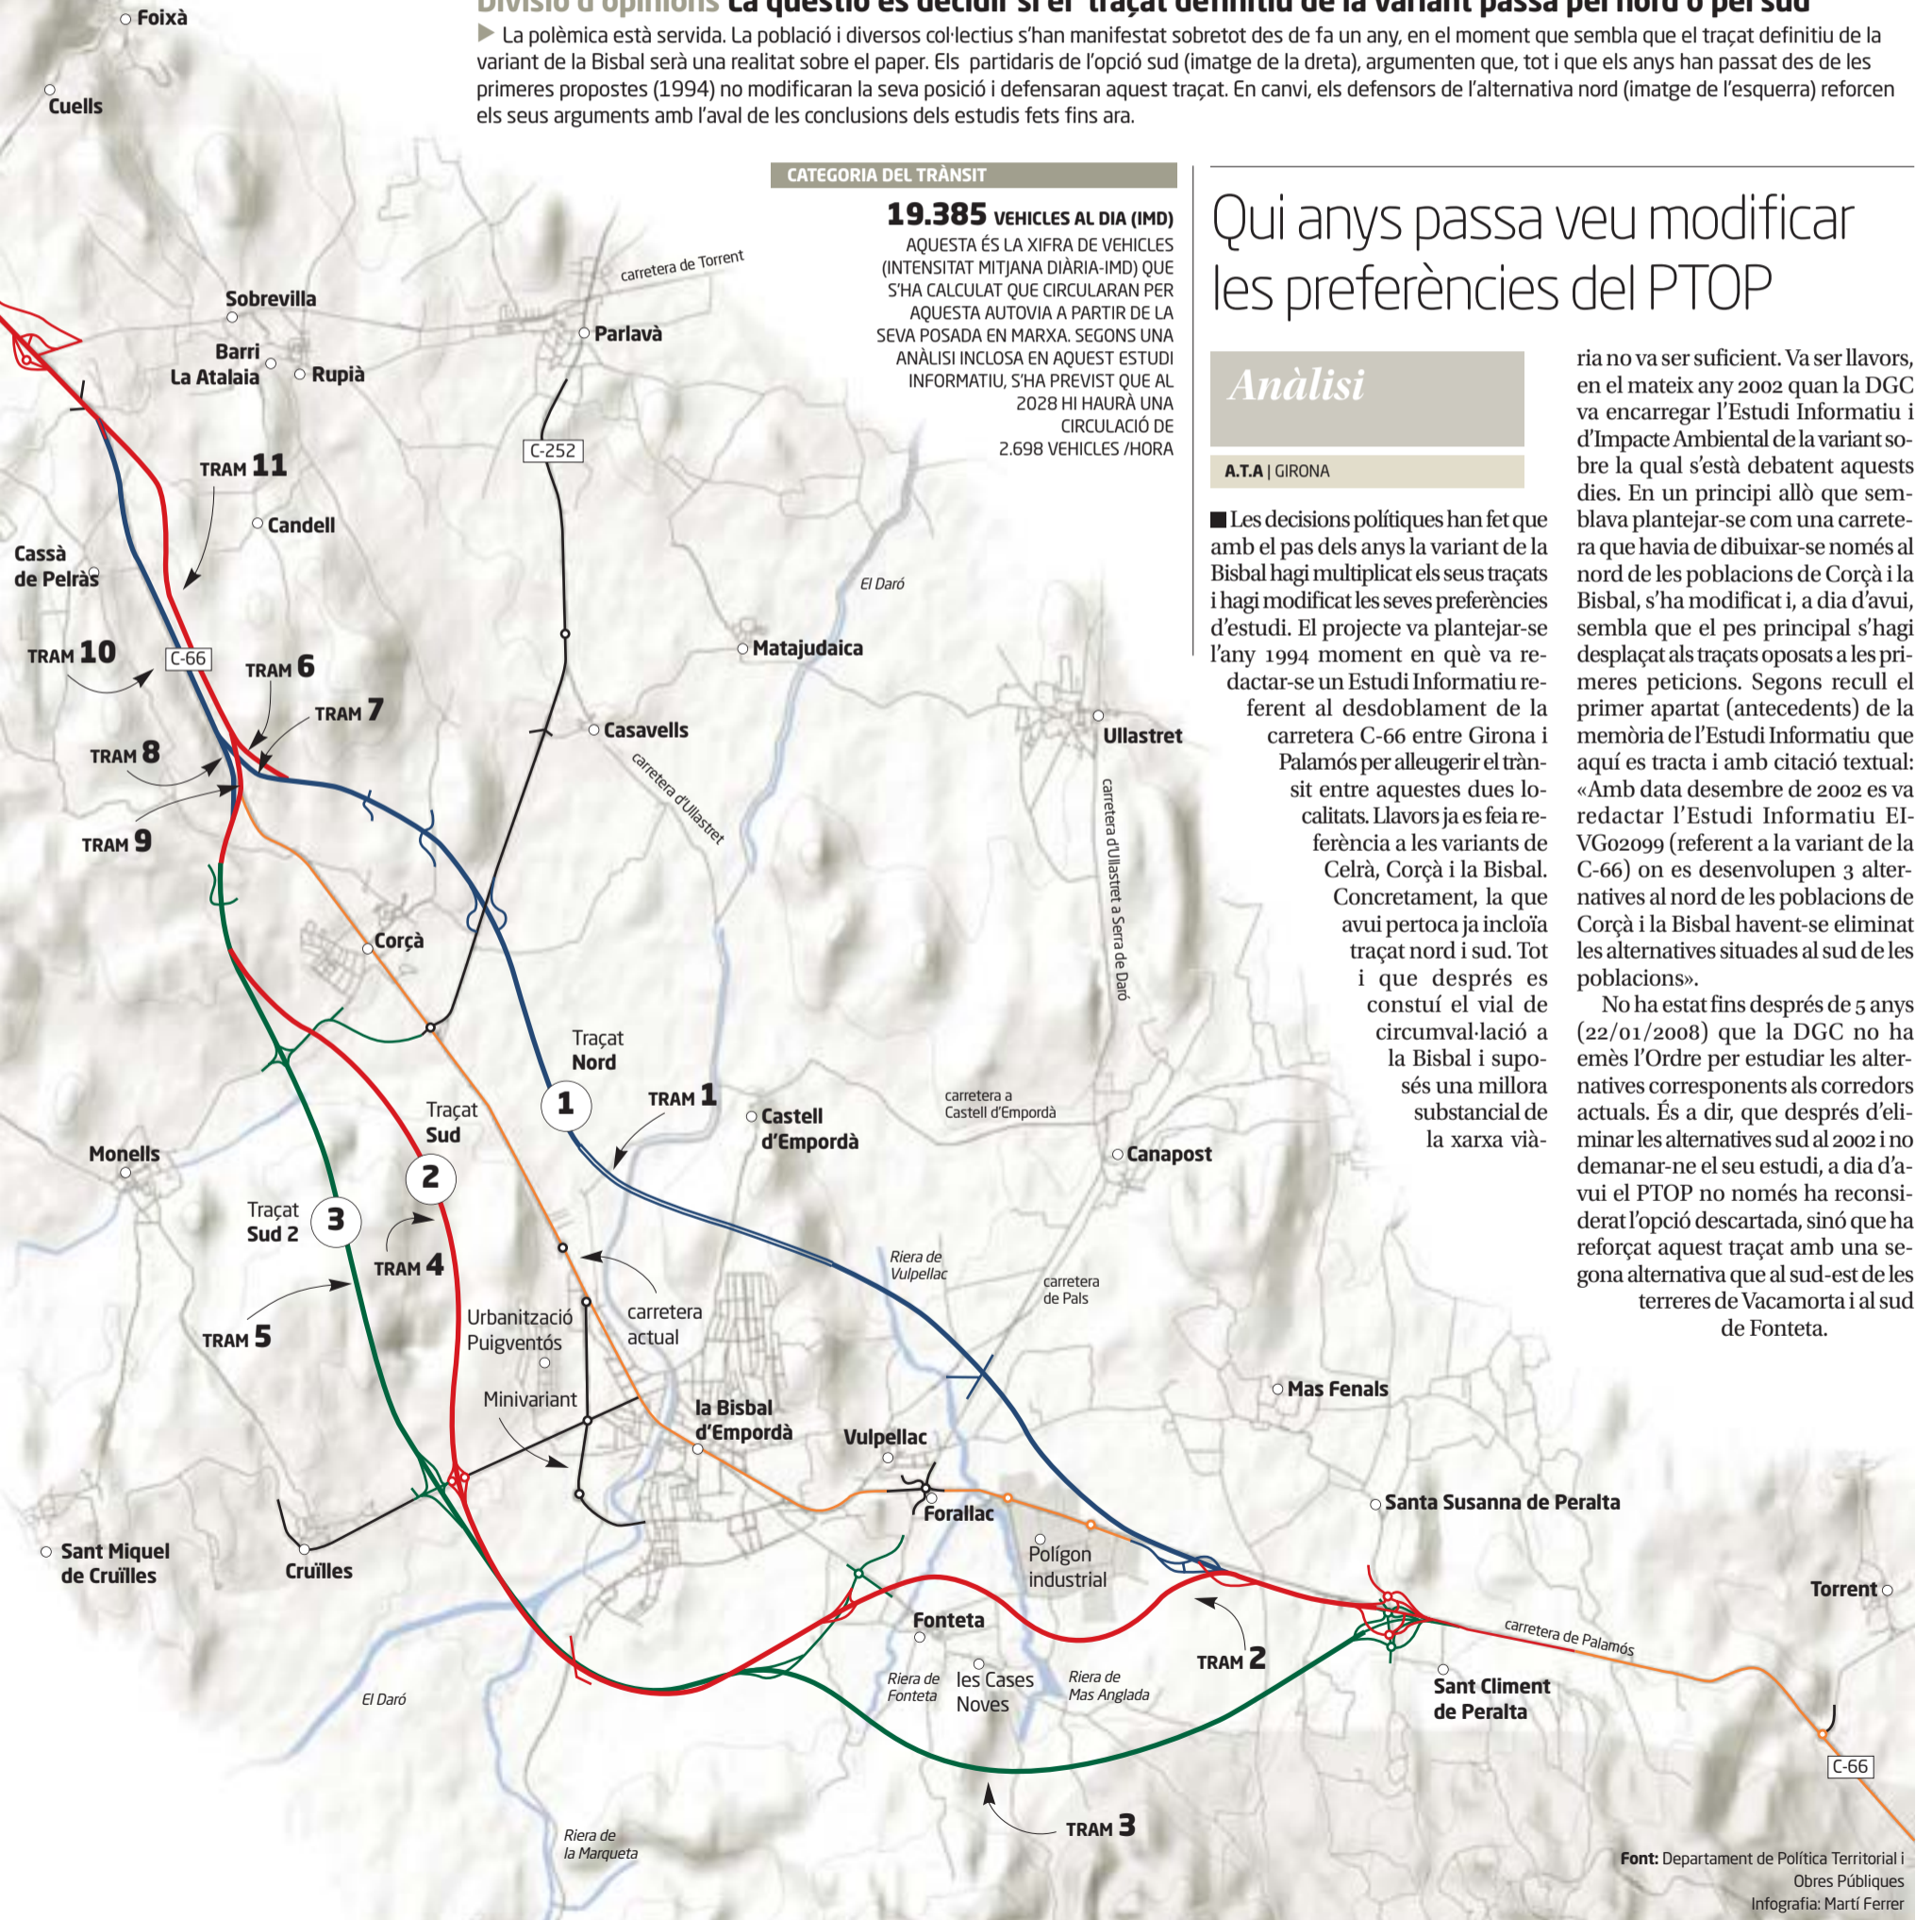 Divisió d'opinions La qüestió és decidir si el traçat definitiu de la variant passa pel nord o pel sud
La polèmica està servida. La població i diversos col·lectius s'han manifestat sobretot des de fa un any, en el moment que sembla que el traçat definitiu de la
variant de la Bisbal serà una realitat sobre el paper. Els partidaris de l'opció sud (imatge de la dreta), argumenten que, tot i que els anys han passat des de les
primeres propostes (1994) no modificaran la seva posició i defensaran aquest traçat. En canvi, els defensors de l'alternativa nord (imatge de l'esquerra) reforcen
els seus arguments amb l'aval de les conclusions dels estudis fets fins ara.
CATEGORIA DEL TRÀNSIT
19.385 VEHICLES AL DIA (IMD)
AQUESTA ÉS LA XIFRA DE VEHICLES
(INTENSITAT MITJANA DIÀRIA-IMD) QUE
S'HA CALCULAT QUE CIRCULARAN PER
AQUESTA AUTOVIA A PARTIR DE LA
SEVA POSADA EN MARXA. SEGONS UNA
ANÀLISI INCLOSA EN AQUEST ESTUDI
INFORMATIU, S'HA PREVIST QUE AL
2028 HI HAURÀ UNA
CIRCULACIÓ DE
2.698 VEHICLES /HORA
Qui anys passa veu modificar
les preferències del PTOP
Anàlisi
A.T.A | GIRONA
■ Les decisions polítiques han fet que
amb el pas dels anys la variant de la
Bisbal hagi multiplicat els seus traçats
i hagi modificat les seves preferències
d'estudi. El projecte va plantejar-se
l'any 1994 moment en què va re-
dactar-se un Estudi Informatiu re-
ferent al desdoblament de la
carretera C-66 entre Girona i
Palamós per alleugerir el tràn-
sit entre aquestes dues lo-
calitats. Llavors ja es feia re-
ferència a les variants de
Celrà, Corçà i la Bisbal.
Concretament, la que
avui pertoca ja incloïa
traçat nord i sud. Tot
i que després es
constuí el vial de
circumval·lació a
la Bisbal i supo-
sés una millora
substancial de
la xarxa vià-
ria no va ser suficient. Va ser llavors,
en el mateix any 2002 quan la DGC
va encarregar l'Estudi Informatiu i
d'Impacte Ambiental de la variant so-
bre la qual s'està debatent aquests
dies. En un principi allò que sem-
blava plantejar-se com una carrete-
ra que havia de dibuixar-se només al
nord de les poblacions de Corçà i la
Bisbal, s'ha modificat i, a dia d'avui,
sembla que el pes principal s'hagi
desplaçat als traçats oposats a les pri-
meres peticions. Segons recull el
primer apartat (antecedents) de la
memòria de l'Estudi Informatiu que
aquí es tracta i amb citació textual:
«Amb data desembre de 2002 es va
redactar l'Estudi Informatiu EI-
VG02099 (referent a la variant de la
C-66) on es desenvolupen 3 alter-
natives al nord de les poblacions de
Corçà i la Bisbal havent-se eliminat
les alternatives situades al sud de les
poblacions».
No ha estat fins després de 5 anys
(22/01/2008) que la DGC no ha
emès l'Ordre per estudiar les alter-
natives corresponents als corredors
actuals. És a dir, que després d'eli-
minar les alternatives sud al 2002 i no
demanar-ne el seu estudi, a dia d'a-
vui el PTOP no només ha reconsi-
derat l'opció descartada, sinó que ha
reforçat aquest traçat amb una se-
gona alternativa que al sud-est de les
terreres de Vacamorta i al sud
de Fonteta.
Foixà
Cuells
carretera de Torrent
Sobrevilla
Parlavà
Barri
La Atalaia
Rupià
C-252
TRAM 11
Candell
Cassà
de Pelràs
El Daró
TRAM 10
C-66
TRAM 6
Matajudaica
TRAM 7
Casavells
Ullastret
TRAM 8
carretera d'Ullastret
carretera d'Ullastret a Serra de Daró
TRAM 9
Corçà
Traçat
Nord
1
TRAM 1
Traçat
Sud
2
Castell
d'Empordà
carretera a
Castell d'Empordà
Canapost
Monells
Traçat
Sud 2
3
TRAM 4
TRAM 5
Riera de
Vulpellac
carretera
de Pals
Urbanització
Puigventós
carretera
actual
Minivariant
la Bisbal
d'Empordà
Vulpellac
Mas Fenals
Forallac
Santa Susanna de Peralta
Sant Miquel
de Cruïlles
Cruïlles
Polígon
industrial
Torrent
Fonteta
carretera de Palamós
TRAM 2
Riera de
Fonteta
les Cases
Noves
Riera de
Mas Anglada
Sant Climent
de Peralta
El Daró
C-66
TRAM 3
Riera de
la Marqueta
Font: Departament de Política Territorial i
Obres Públiques
Infografia: Martí Ferrer